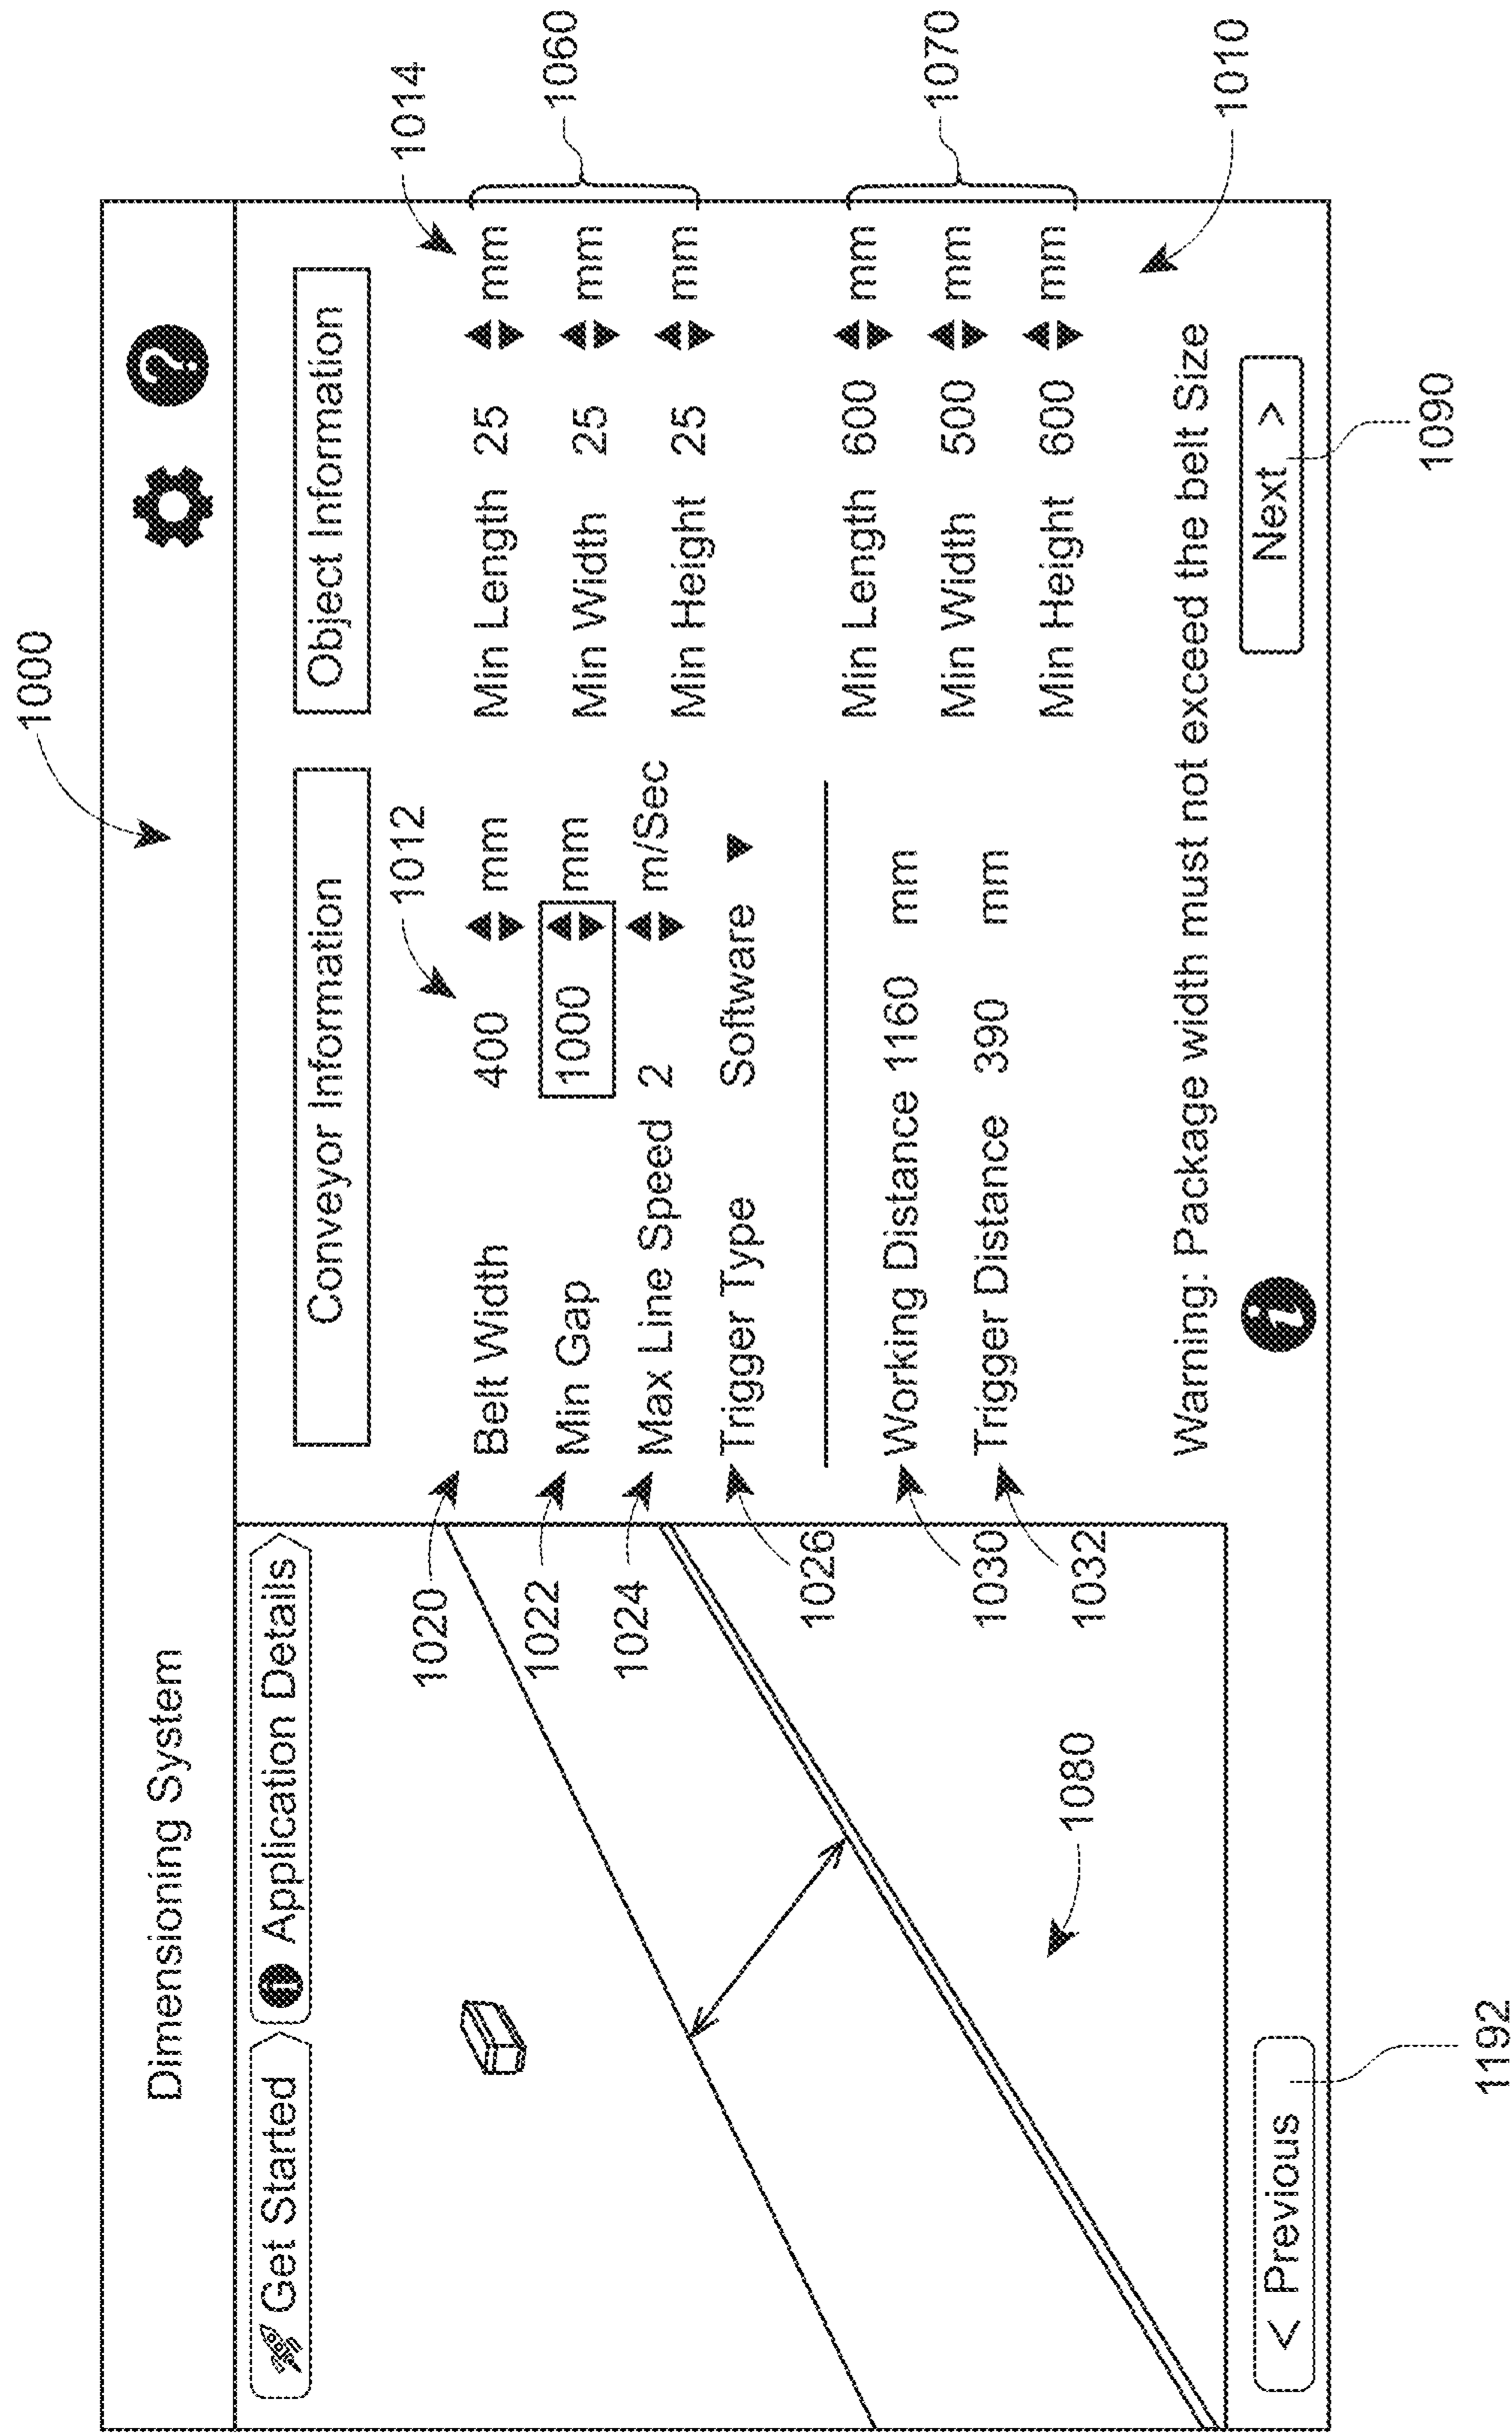 1000
Dimensioning System
Get Started
Application Details
Conveyor Information
Object Information
1012
1014
1020
Belt Width 400 mm
Min Length 25 mm
1022
Min Gap 1000 mm
Min Width 25 mm
1060
1024
Max Line Speed 2 m/Sec
Min Height 25 mm
1026
Trigger Type Software
1030
Working Distance 1160 mm
Min Length 600 mm
1032
Trigger Distance 390 mm
Min Width 500 mm
1070
Min Height 600 mm
1080
1010
Warning: Package width must not exceed the belt Size
< Previous
i
Next >
1192
1090